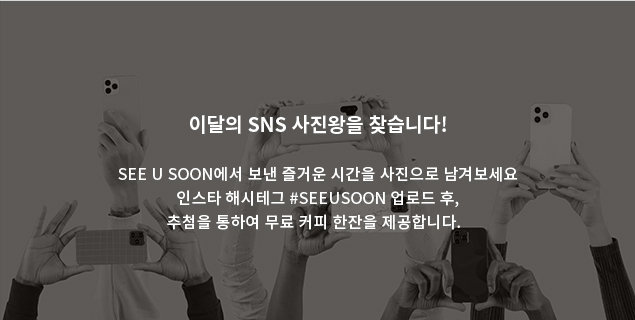 이달의 SNS 사진왕을 찾습니다!
SEE U SOON에서 보낸 즐거운 시간을 사진으로 남겨보세요
인스타 해시태그 #SEEUSOON 업로드 후,
추첨을 통하여 무료 커피 한잔을 제공합니다.